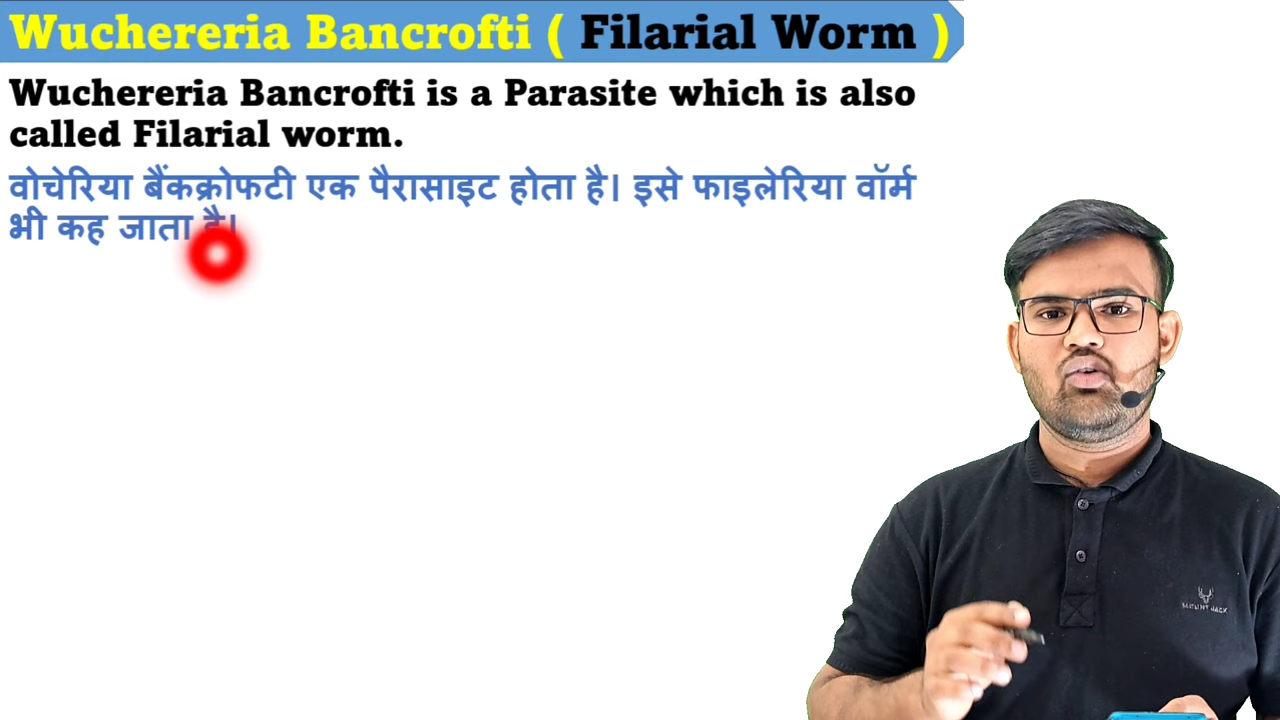 Wuchereria Bancrofti ( Filarial Worm )
Wuchereria Bancrofti is a Parasite which is also
called Filarial worm.
वोचेरिया बैंकक्रोफटी एक पैरासाइट होता है। इसे फाइलेरिया वॉर्म
भी कह जाता है।